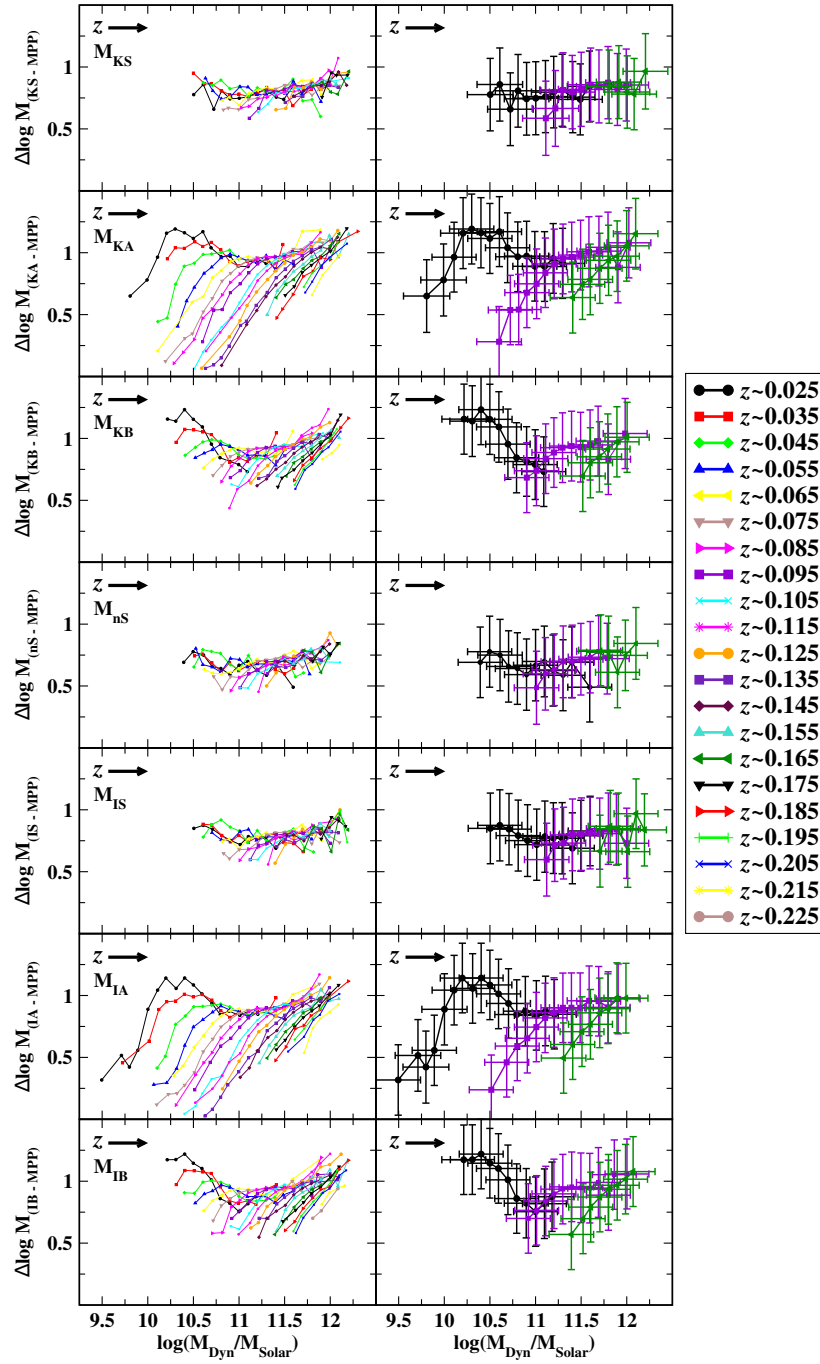 z
M_KS
Δlog M_(KS - MPP)
1
0.5
z
z
M_KA
Δlog M_(KA - MPP)
1
0.5
0
z
z
M_KB
Δlog M_(KB - MPP)
1
0.5
z
z
M_nS
Δlog M_(nS - MPP)
1
0.5
z
z
M_IS
Δlog M_(IS - MPP)
1
0.5
z
z
M_IA
Δlog M_(IA - MPP)
1
0.5
z
z
M_IB
Δlog M_(IB - MPP)
1
0.5
z
9.5 10 10.5 11 11.5 12
log(M_Dyn/M_Solar)
9.5 10 10.5 11 11.5 12
log(M_Dyn/M_Solar)
z~0.025
z~0.035
z~0.045
z~0.055
z~0.065
z~0.075
z~0.085
z~0.095
z~0.105
z~0.115
z~0.125
z~0.135
z~0.145
z~0.155
z~0.165
z~0.175
z~0.185
z~0.195
z~0.205
z~0.215
z~0.225